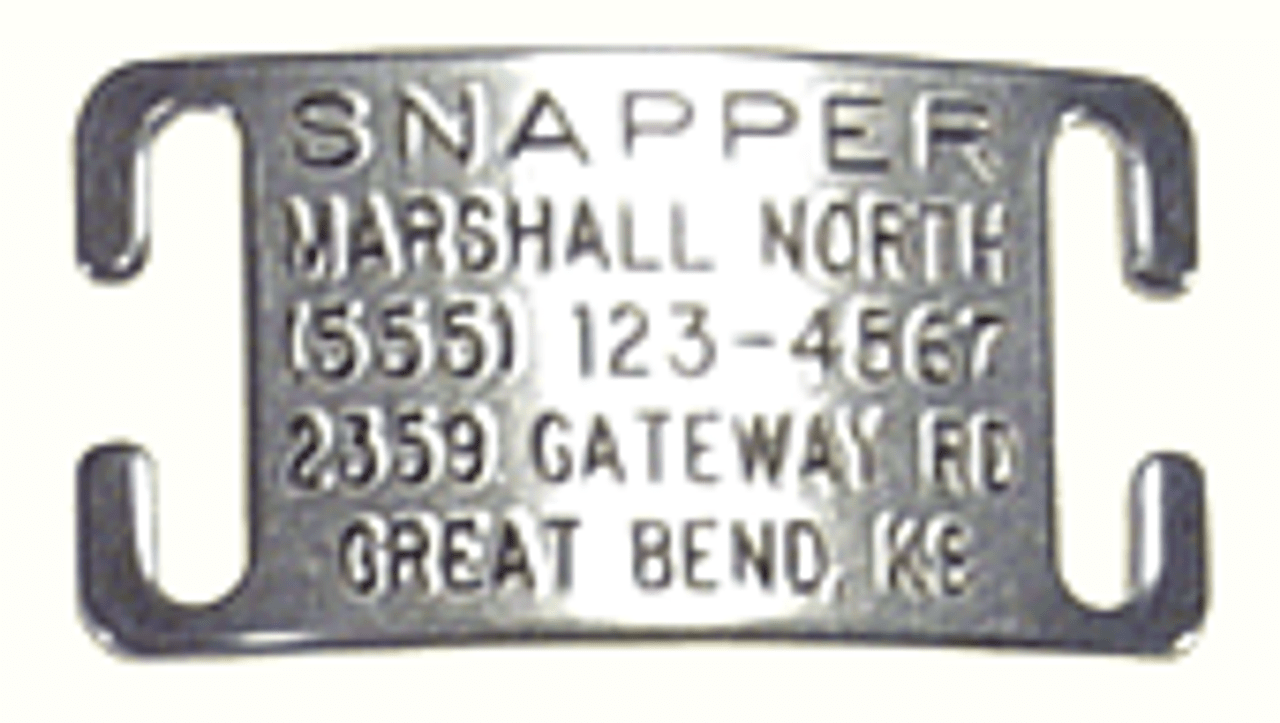 SNAPPER
MARSHALL NORTH
(555) 123-4567
2359 GATEWAY RD
GREAT BEND, KS